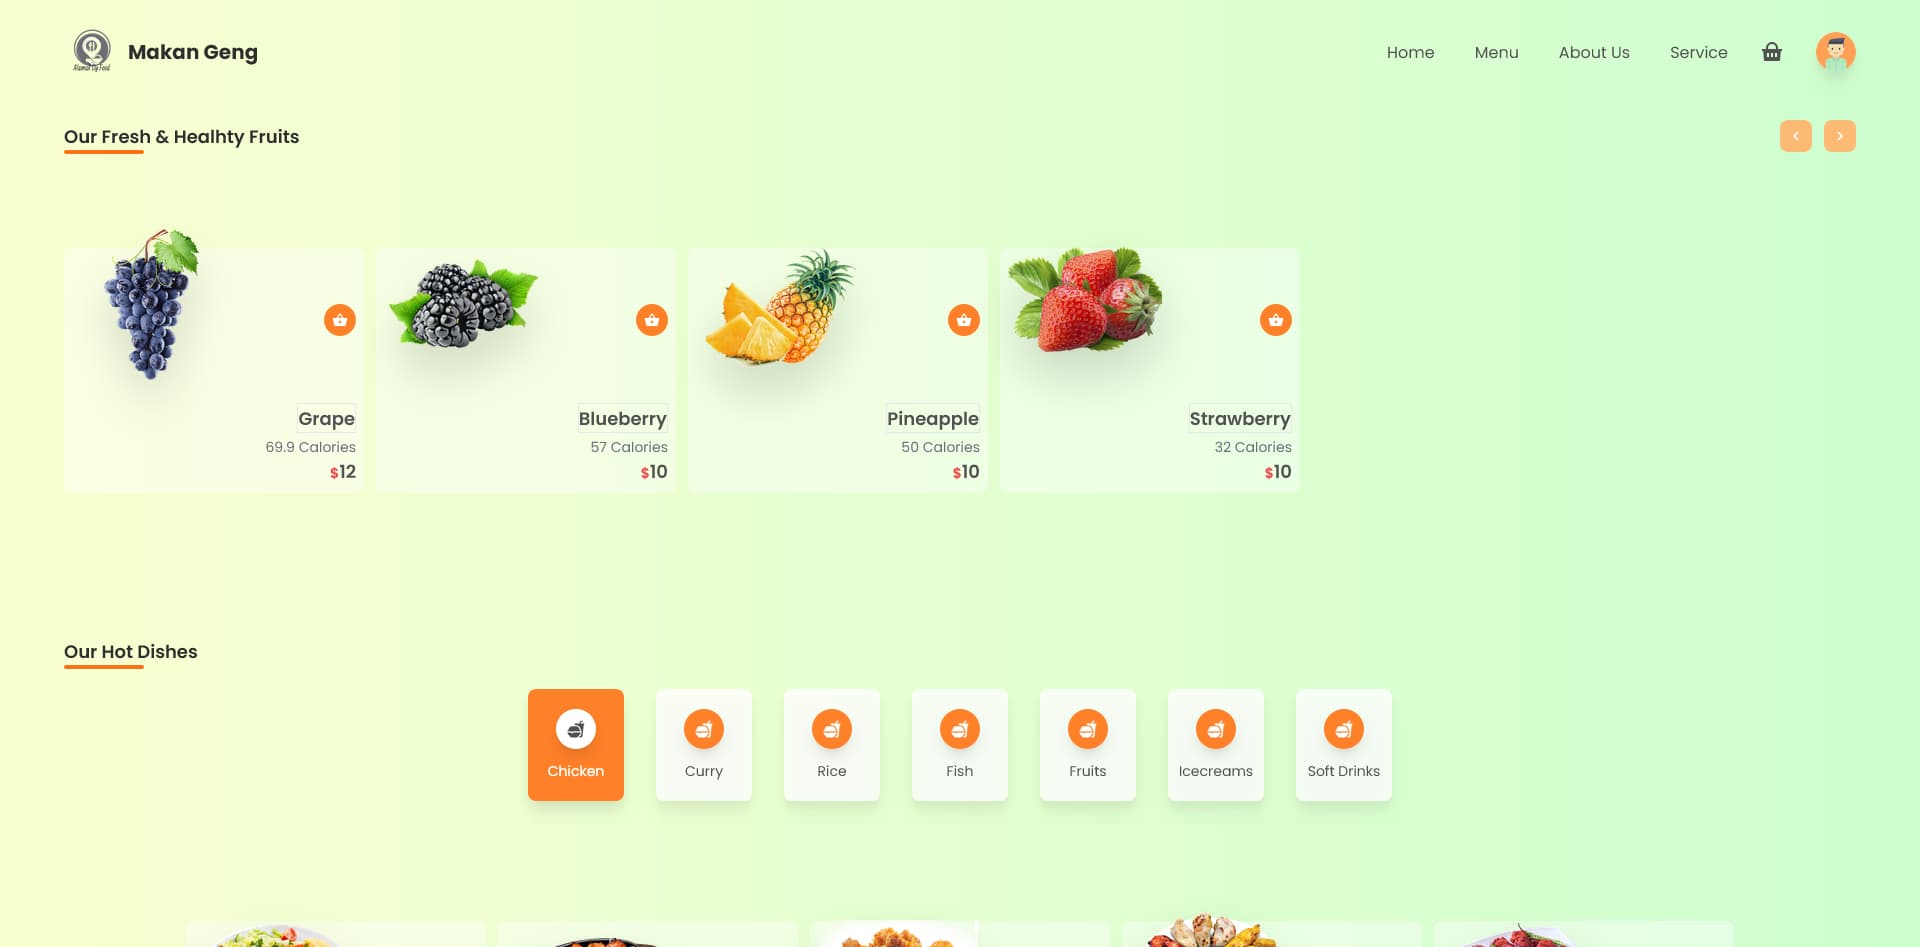 Makan Geng
Home
Menu
About Us
Service
Our Fresh & Healhty Fruits
Grape
69.9 Calories
$12
Blueberry
57 Calories
$10
Pineapple
50 Calories
$10
Strawberry
32 Calories
$10
Our Hot Dishes
Chicken
Curry
Rice
Fish
Fruits
Icecreams
Soft Drinks